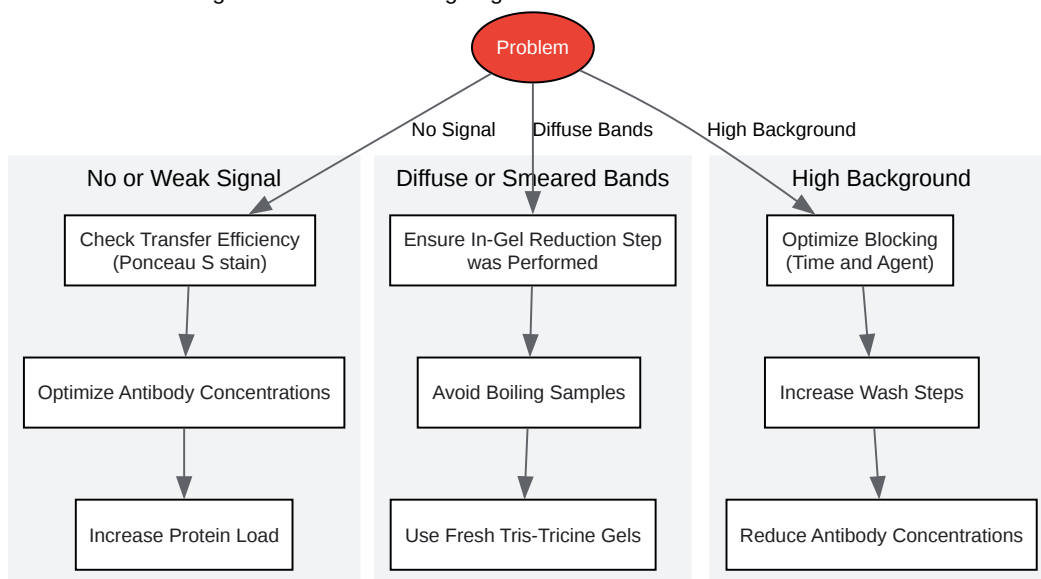 Problem
No Signal
Diffuse Bands
High Background
No or Weak Signal
Diffuse or Smeared Bands
High Background
Check Transfer Efficiency
(Ponceau S stain)
Ensure In-Gel Reduction Step
was Performed
Optimize Blocking
(Time and Agent)
Optimize Antibody Concentrations
Avoid Boiling Samples
Increase Wash Steps
Increase Protein Load
Use Fresh Tris-Tricine Gels
Reduce Antibody Concentrations